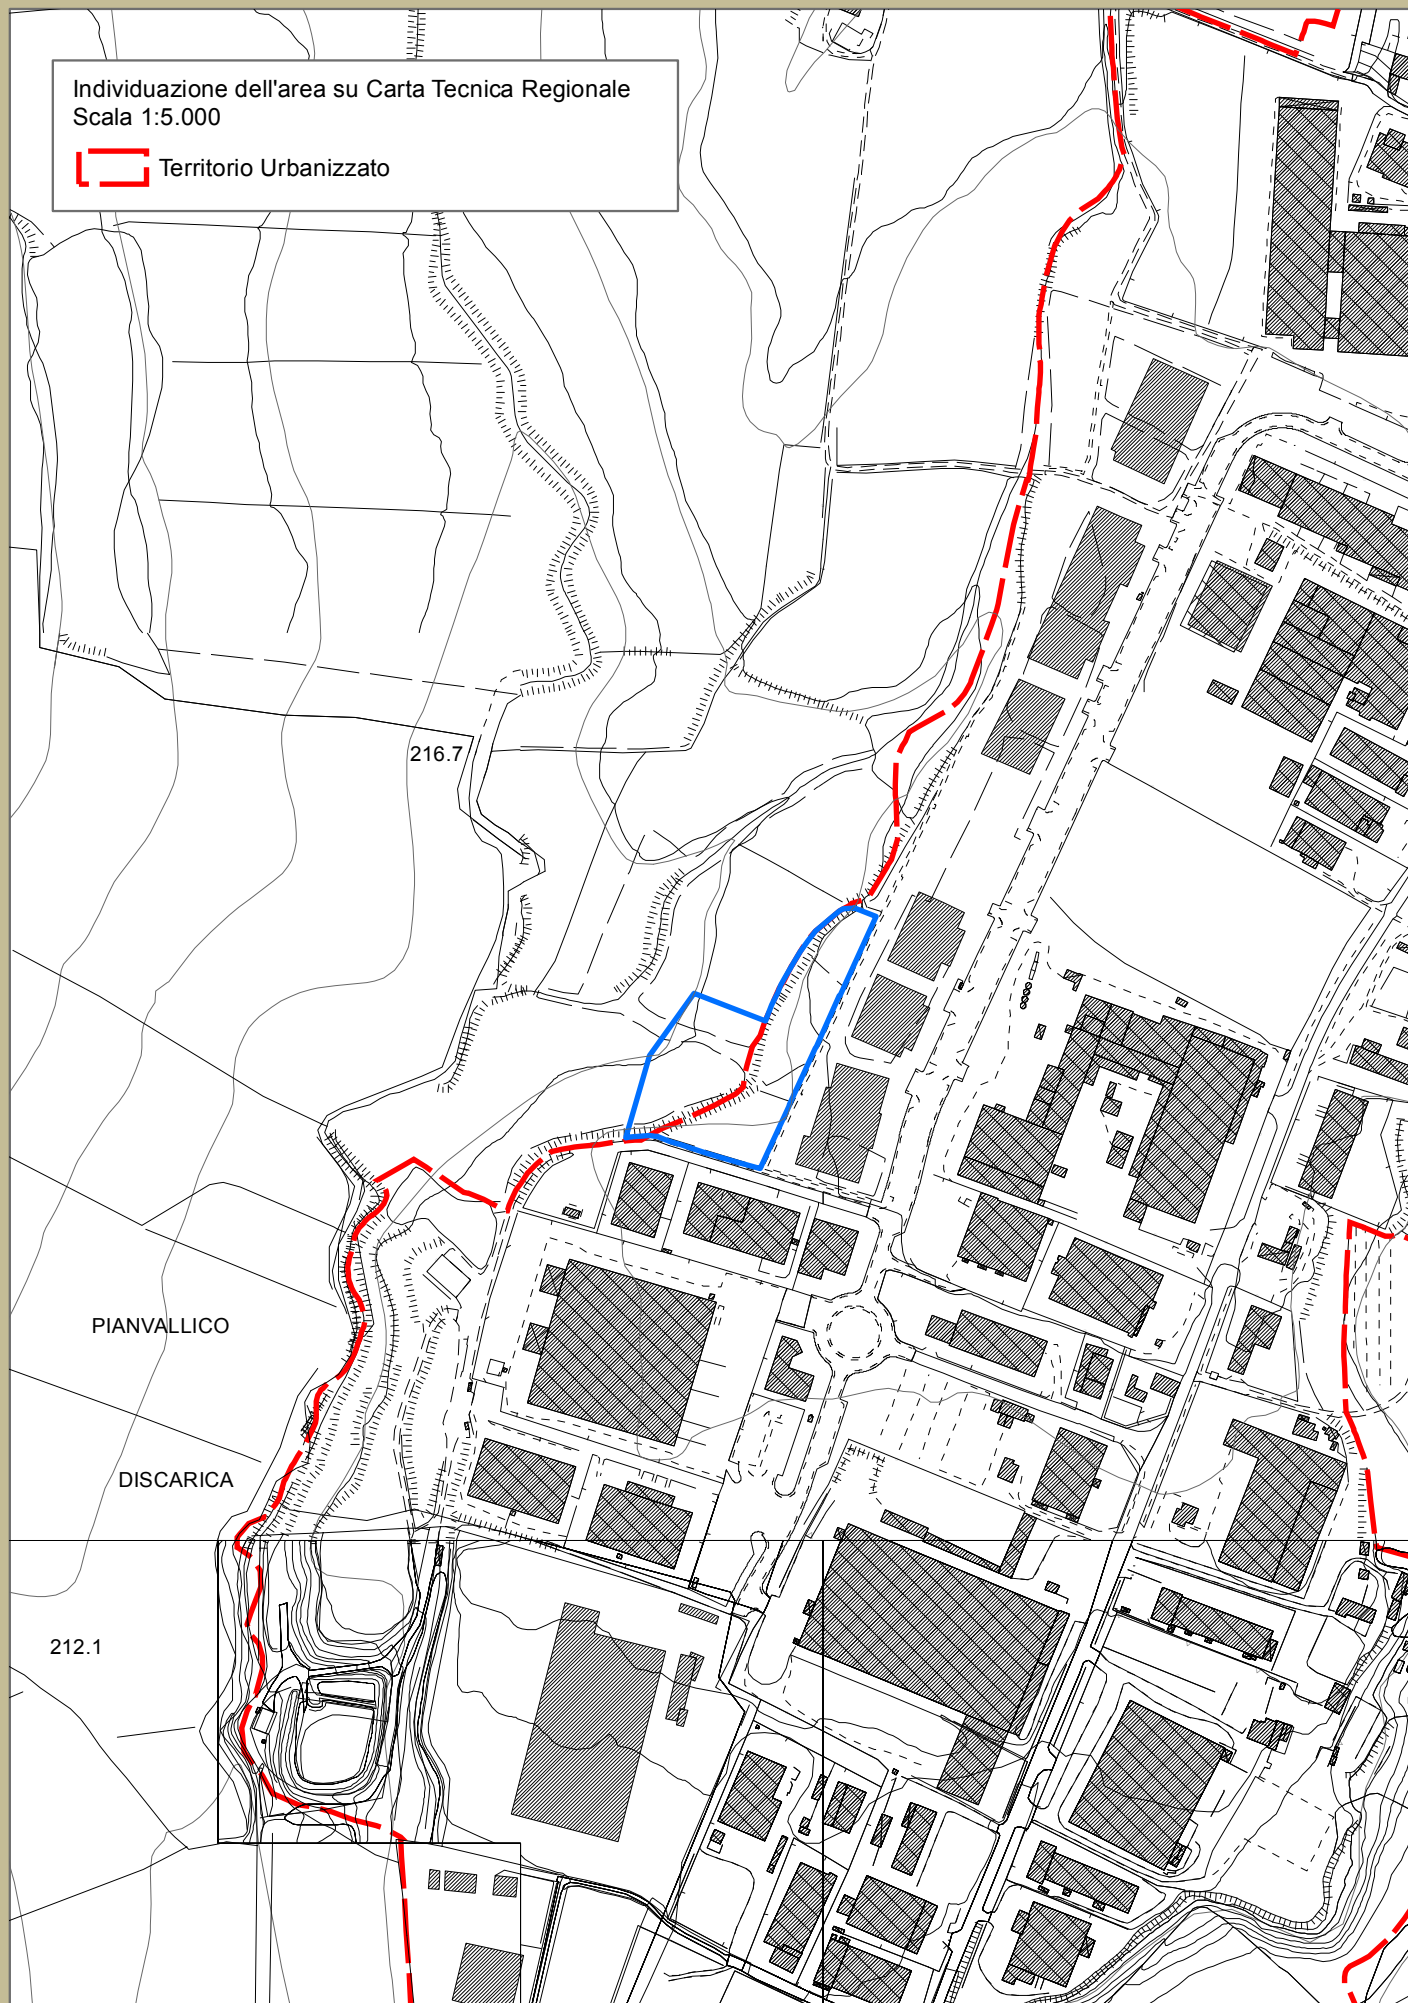 Individuazione dell'area su Carta Tecnica Regionale
Scala 1:5.000
Territorio Urbanizzato
216.7
PIANVALLICO
DISCARICA
212.1